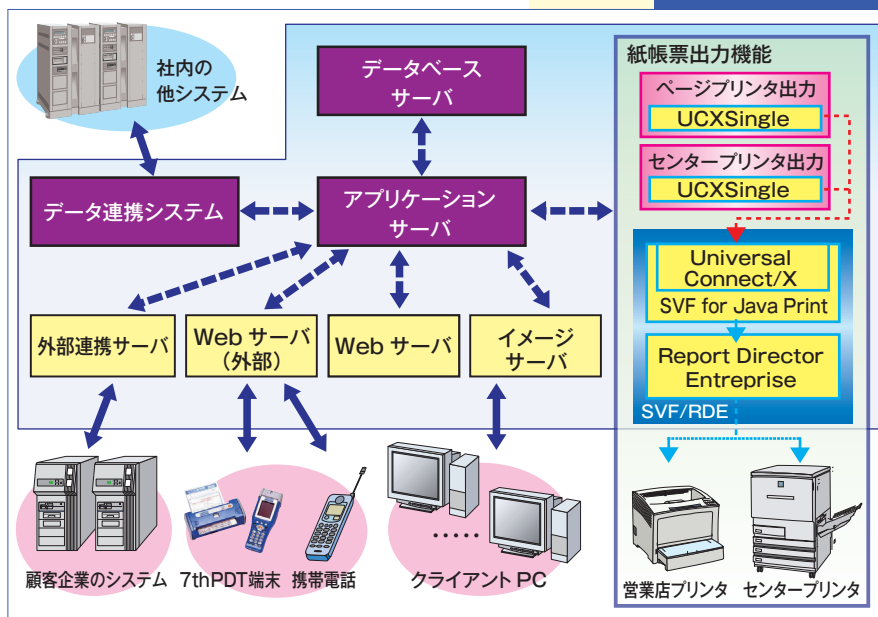 社内の
他システム
データベース
サーバ
データ連携システム
アプリケーション
サーバ
外部連携サーバ
Web サーバ
（外部）
Web サーバ
イメージ
サーバ
顧客企業のシステム
7thPDT端末
携帯電話
・・・・・
クライアント PC
紙帳票出力機能
ページプリンタ出力
UCXSingle
センタープリンタ出力
UCXSingle
Universal
Connect/X
SVF for Java Print
Report Director
Entreprise
SVF/RDE
営業店プリンタ
センタープリンタ